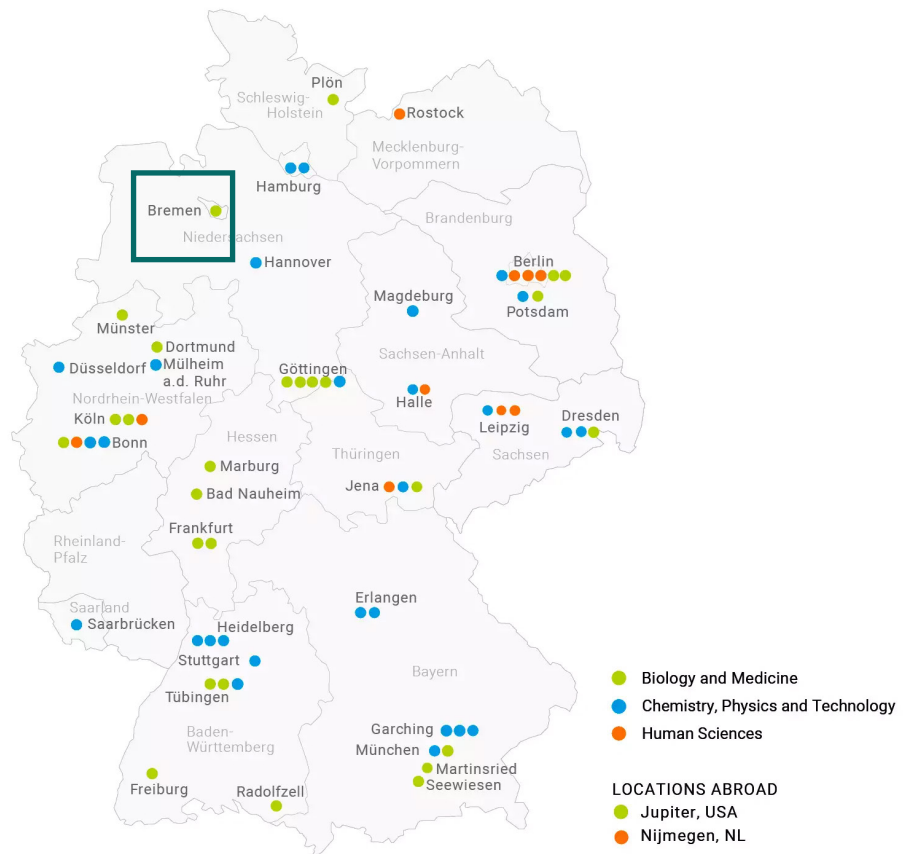 Plön
Schleswig-
Holstein
Rostock
Mecklenburg-
Vorpommern
Hamburg
Bremen
Niedersachsen
Brandenburg
Hannover
Berlin
Magdeburg
Potsdam
Münster
Dortmund
Düsseldorf
Mülheim
a.d. Ruhr
Sachsen-Anhalt
Göttingen
Nordrhein-Westfalen
Halle
Köln
Leipzig
Dresden
Bonn
Hessen
Thüringen
Sachsen
Marburg
Jena
Bad Nauheim
Frankfurt
Rheinland-
Pfalz
Erlangen
Saarland
Saarbrücken
Heidelberg
Stuttgart
Bayern
Tübingen
Baden-
Württemberg
Garching
München
Martinsried
Seewiesen
Freiburg
Radolfzell
Biology and Medicine
Chemistry, Physics and Technology
Human Sciences
LOCATIONS ABROAD
Jupiter, USA
Nijmegen, NL